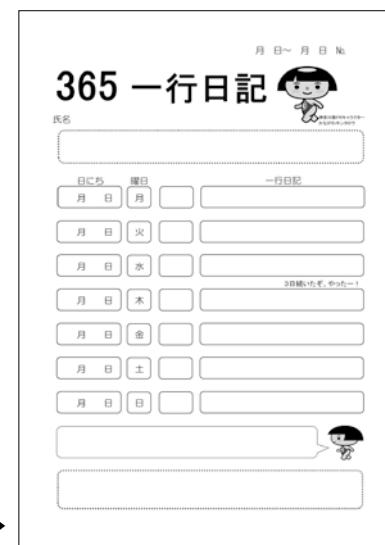 月 日～ 月 日 №
365 一行日記
氏名
日にち 曜日 一行日記
月 日 月
月 日 火
月 日 水
3日続いたぞ、やったー！
月 日 木
月 日 金
月 日 土
月 日 日